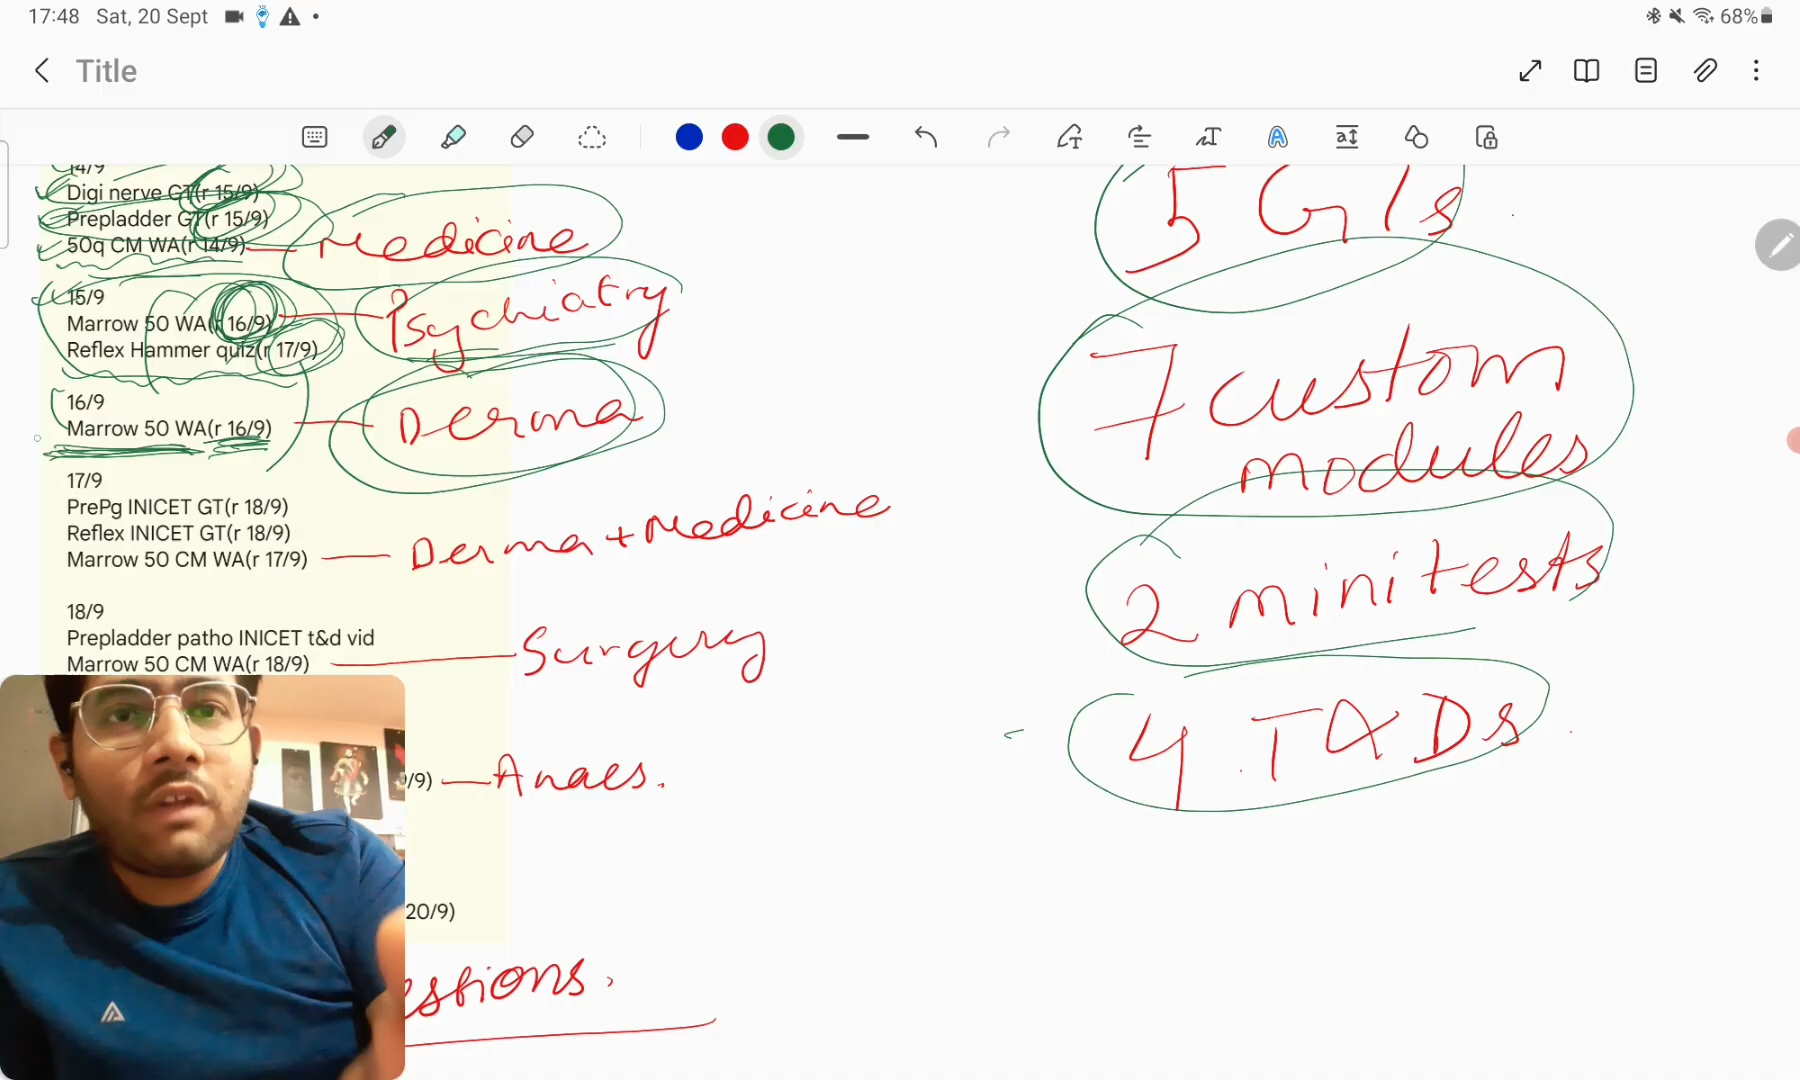 17:48 Sat, 20 Sept
68%
Title
14/9
Digi nerve GT(r 15/9)
Prepladder GT(r 15/9)
50q CM WA(r 14/9)
Medicine
15/9
Marrow 50 WA(r 16/9)
Reflex Hammer quiz(r 17/9)
Psychiatry
16/9
Marrow 50 WA(r 16/9)
Derma
17/9
PrePg INICET GT(r 18/9)
Reflex INICET GT(r 18/9)
Marrow 50 CM WA(r 17/9)
Derma + Medicine
18/9
Prepladder patho INICET t&d vid
Marrow 50 CM WA(r 18/9)
Surgery
/9)
Anaes.
20/9)
estions.
5 GTs
7 custom
modules
2 minitests
4 T&Ds